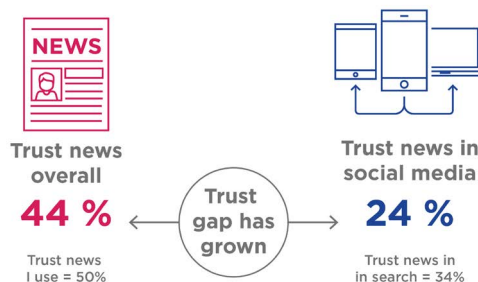 NEWS
Trust news
overall
44 %
Trust news
I use = 50%
Trust
gap has
grown
Trust news in
social media
24 %
Trust news in
in search = 34%